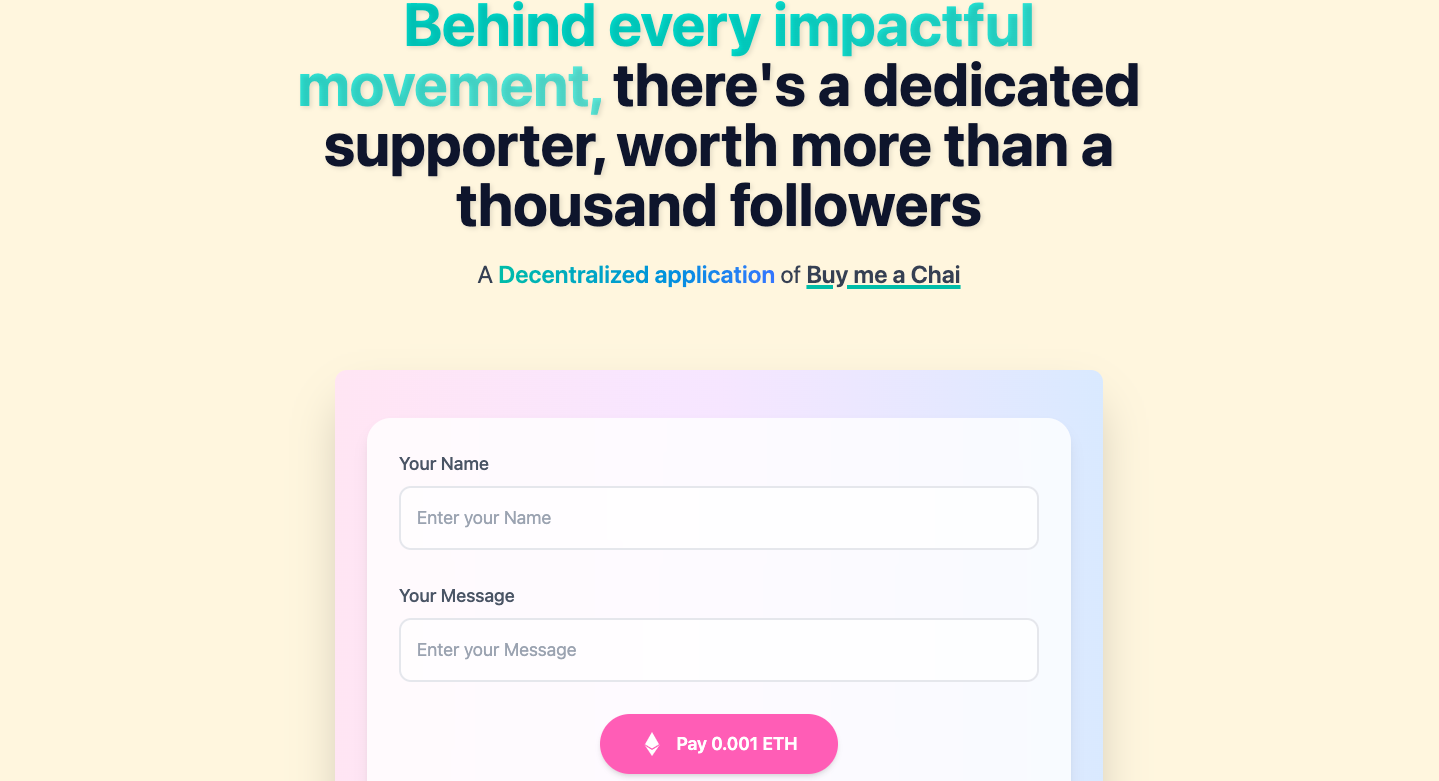 Behind every impactful
movement, there's a dedicated
supporter, worth more than a
thousand followers
A Decentralized application of Buy me a Chai
Your Name
Enter your Name
Your Message
Enter your Message
Pay 0.001 ETH